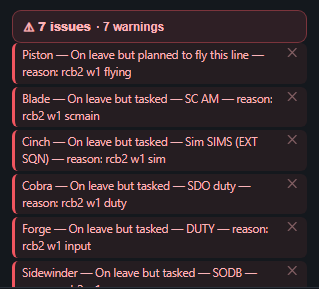 ⚠ 7 issues · 7 warnings
Piston — On leave but planned to fly this line —
reason: rcb2 w1 flying
Blade — On leave but tasked — SC AM — reason:
rcb2 w1 scmain
Cinch — On leave but tasked — Sim SIMS (EXT
SQN) — reason: rcb2 w1 sim
Cobra — On leave but tasked — SDO duty —
reason: rcb2 w1 duty
Forge — On leave but tasked — DUTY — reason:
rcb2 w1 input
Sidewinder — On leave but tasked — SODB —